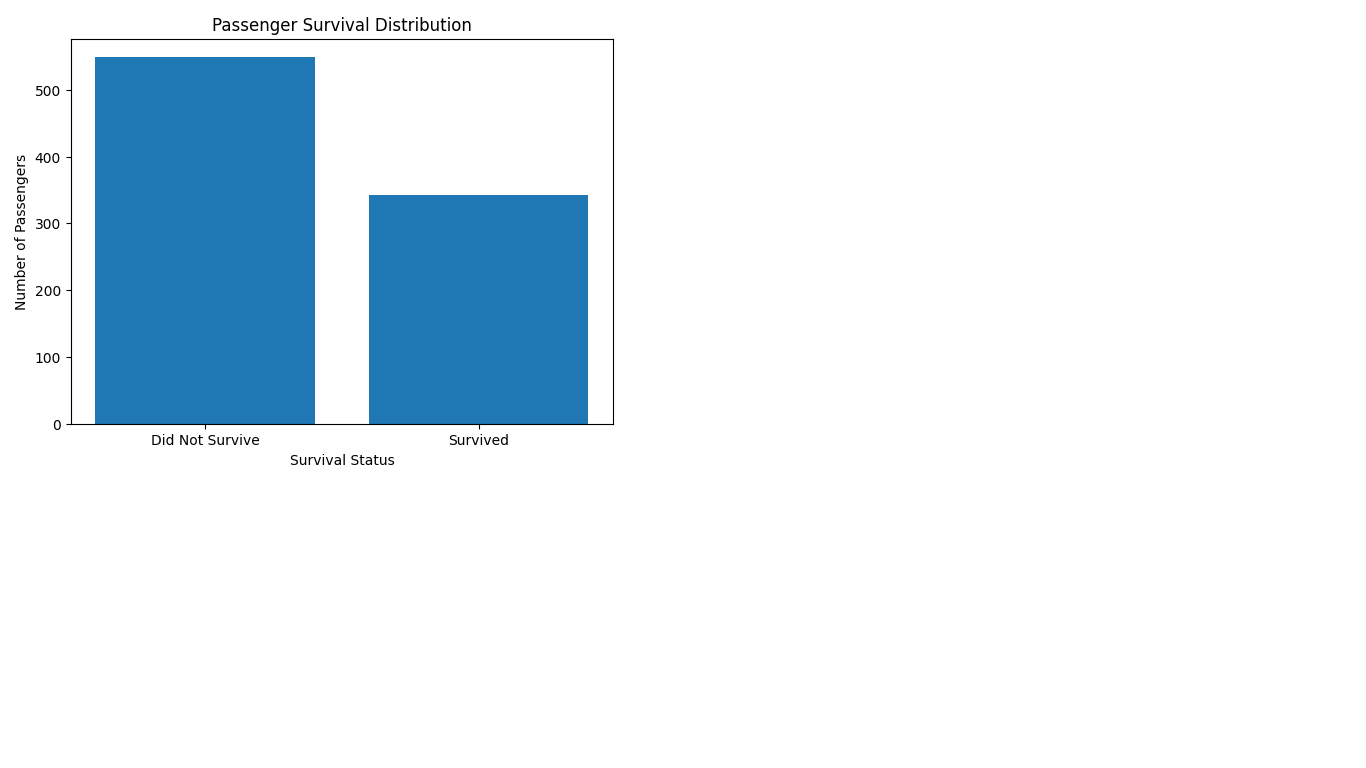 Passenger Survival Distribution
Number of Passengers
500
400
300
200
100
0
Did Not Survive
Survived
Survival Status